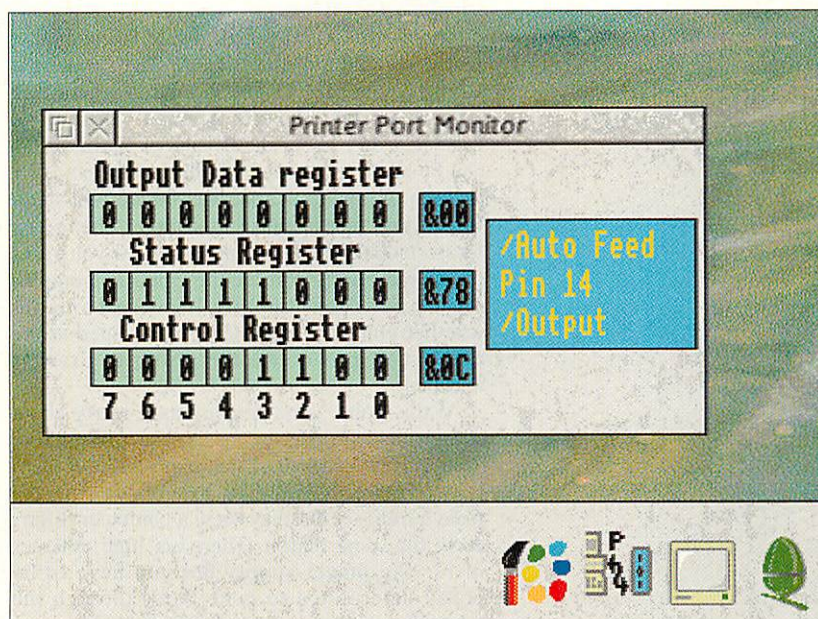 Printer Port Monitor
Output Data register
0 0 0 0 0 0 0 0 &00
Status Register
0 1 1 1 1 0 0 0 &78
Control Register
0 0 0 0 1 1 0 0 &0C
7 6 5 4 3 2 1 0
/Auto Feed
Pin 14
/Output